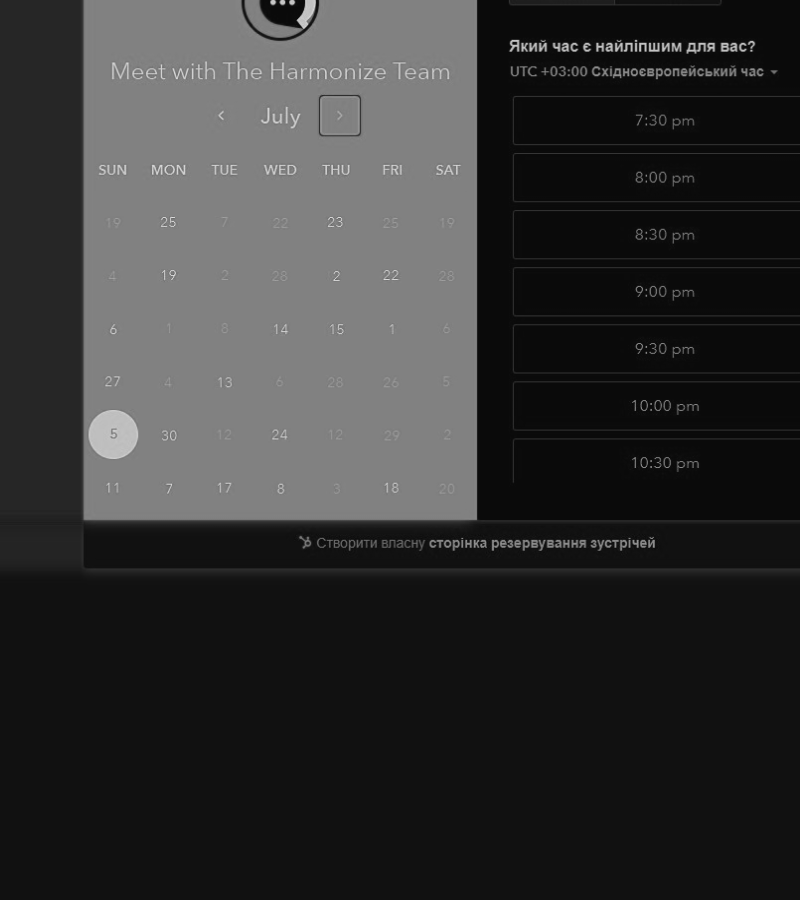 Meet with The Harmonize Team
July
SUN MON TUE WED THU FRI SAT
19 25 7 22 23 25 19
4 19 2 28 2 22 28
6 1 8 14 15 1 6
27 4 13 6 28 26 5
5 30 12 24 12 29 2
11 7 17 8 3 18 20
Який час є найліпшим для вас?
UTC +03:00 Східноєвропейський час
7:30 pm
8:00 pm
8:30 pm
9:00 pm
9:30 pm
10:00 pm
10:30 pm
Створити власну сторінка резервування зустрічей